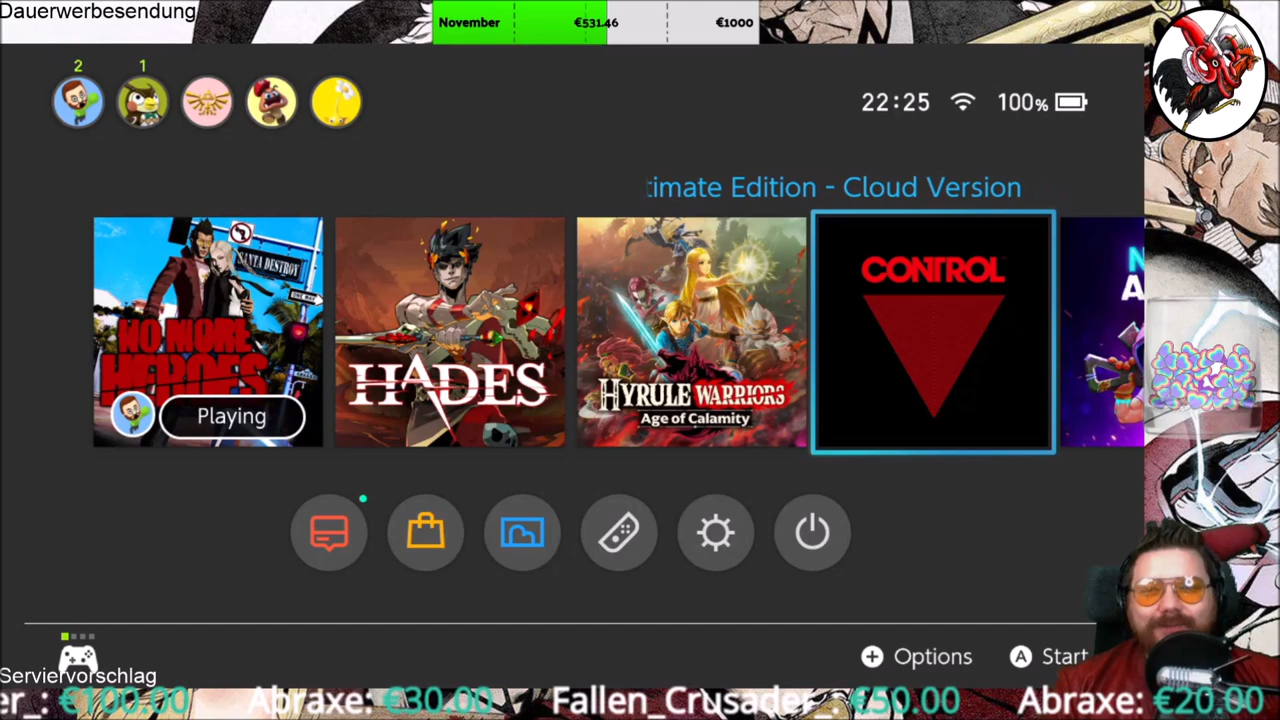 Dauerwerbesendung
November €531.46 €1000
2 1
22:25 100%
timate Edition - Cloud Version
SANTA DESTROY
NO MORE
HEROES
Playing
HADES
HYRULE WARRIORS
Age of Calamity
CONTROL
N
A
Options
A Start
Serviervorschlag
er_: €100.00 Abraxe: €30.00 Fallen_Crusader_: €50.00 Abraxe: €20.00